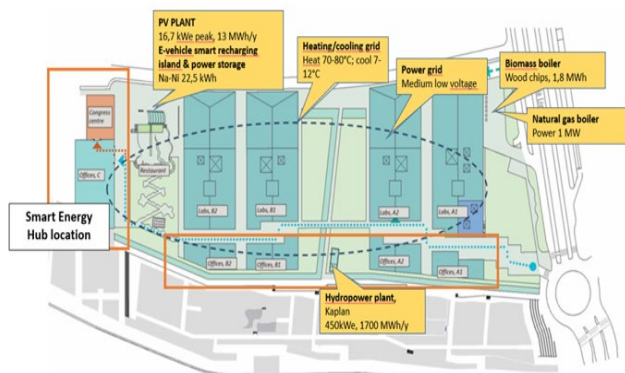 PV PLANT
16,7 kWe peak, 13 MWh/y
E-vehicle smart recharging
island & power storage
Na-Ni 22,5 kWh
Heating/cooling grid
Heat 70-80°C; cool 7-
12°C
Power grid
Medium low voltage
Biomass boiler
Wood chips, 1,8 MWh
Natural gas boiler
Power 1 MW
Congress
centre
Offices, C
Restaurant
Smart Energy
Hub location
Labs, B2
Labs, B1
Labs, A2
Labs, A1
Offices, B2
Offices, B1
Offices, A2
Offices, A1
Hydropower plant,
Kaplan
450kWe, 1700 MWh/y